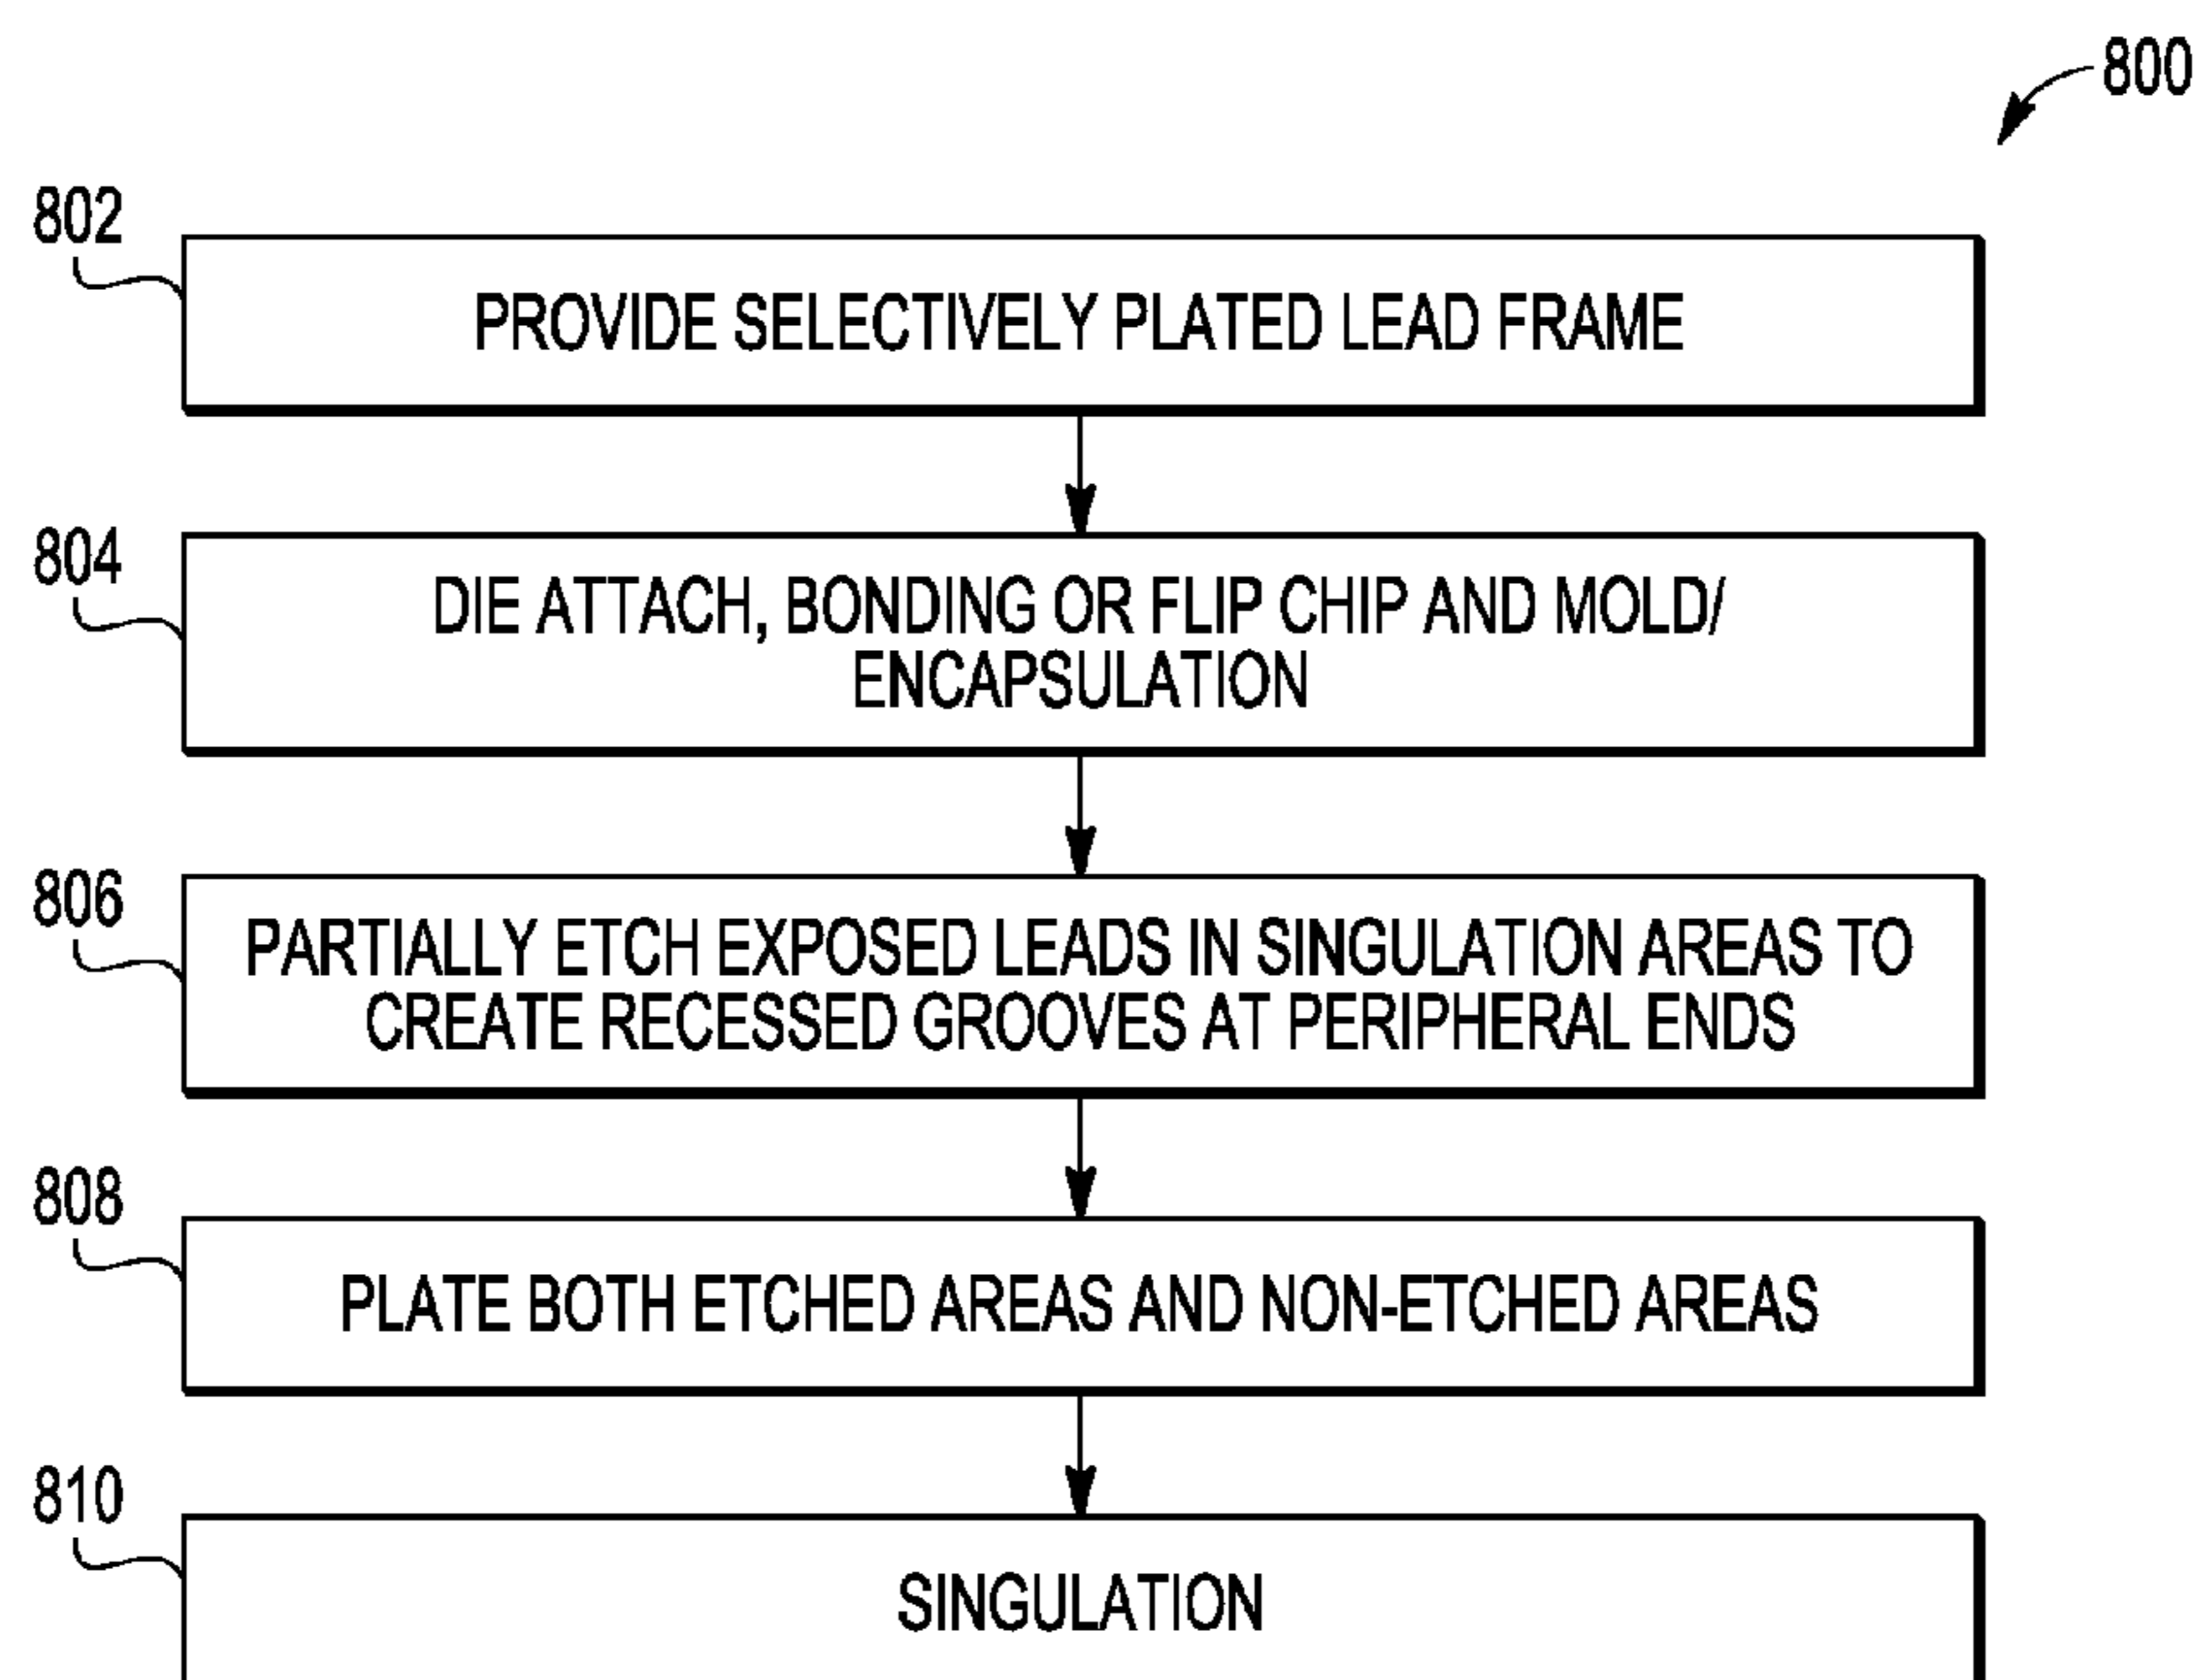 800
802
PROVIDE SELECTIVELY PLATED LEAD FRAME
804
DIE ATTACH, BONDING OR FLIP CHIP AND MOLD/
ENCAPSULATION
806
PARTIALLY ETCH EXPOSED LEADS IN SINGULATION AREAS TO
CREATE RECESSED GROOVES AT PERIPHERAL ENDS
808
PLATE BOTH ETCHED AREAS AND NON-ETCHED AREAS
810
SINGULATION